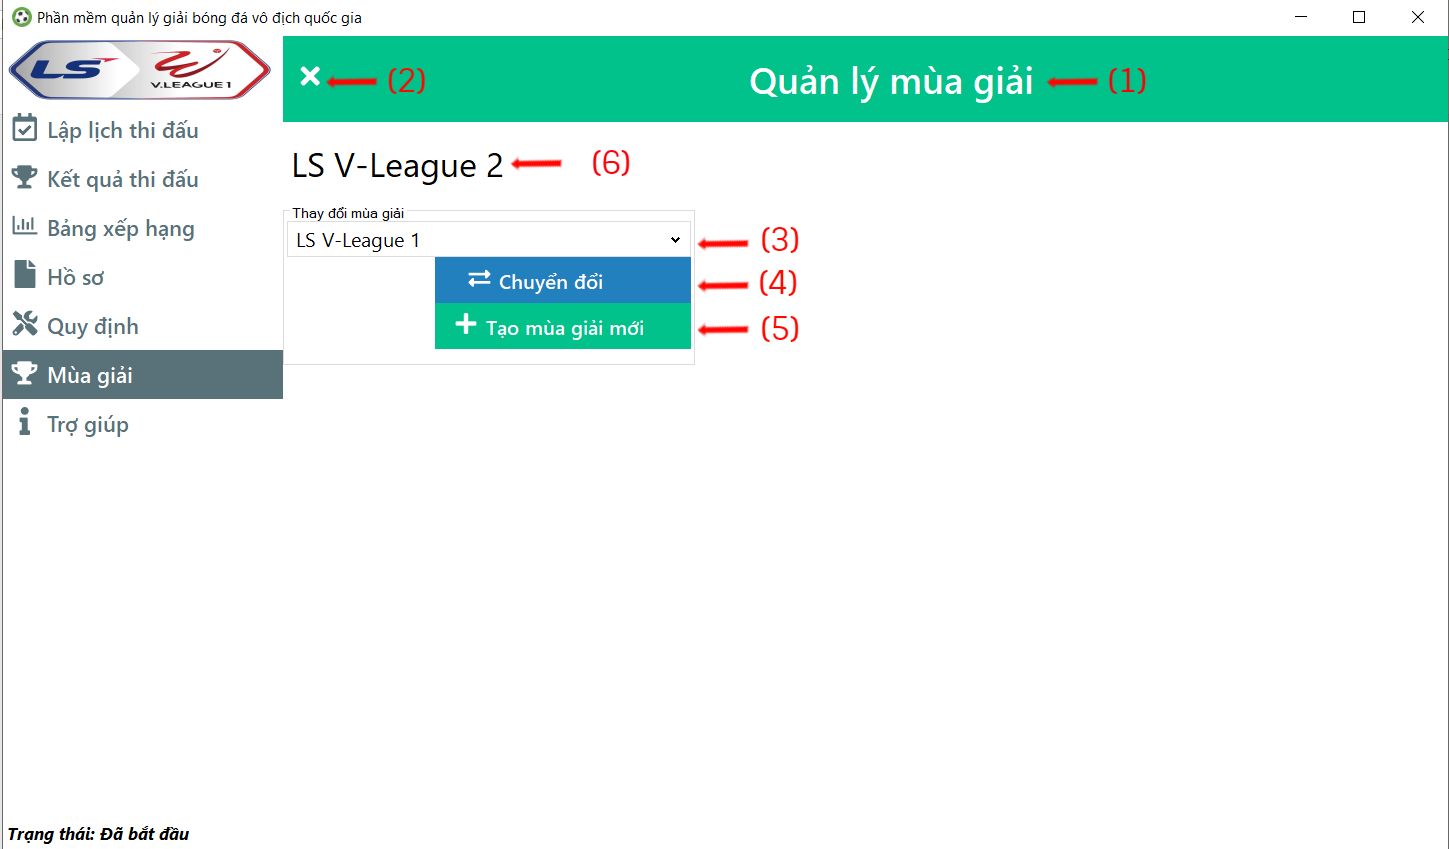 Phần mềm quản lý giải bóng đá vô địch quốc gia
LS
V.LEAGUE 1
(2)
Quản lý mùa giải (1)
Lập lịch thi đấu
Kết quả thi đấu
Bảng xếp hạng
Hồ sơ
Quy định
Mùa giải
Trợ giúp
LS V-League 2 (6)
Thay đổi mùa giải
LS V-League 1 (3)
Chuyển đổi (4)
Tạo mùa giải mới (5)
Trạng thái: Đã bắt đầu